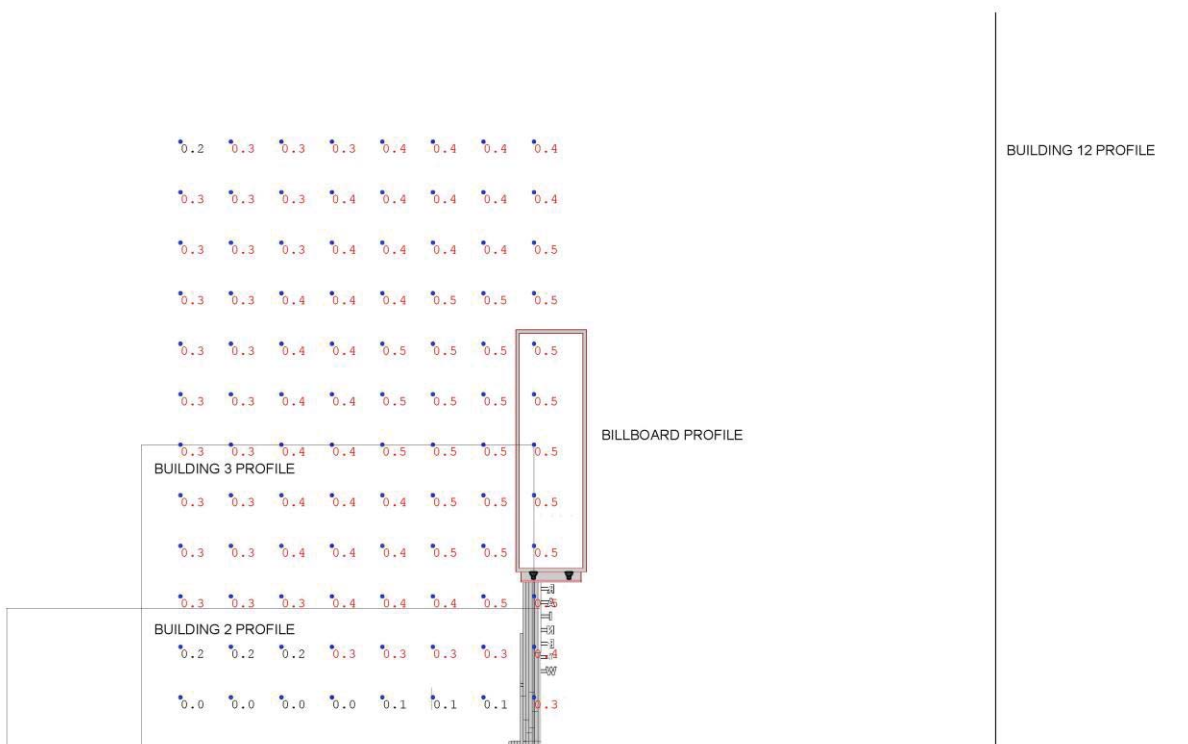 0.2 0.3 0.3 0.3 0.4 0.4 0.4 0.4
BUILDING 12 PROFILE
0.3 0.3 0.3 0.4 0.4 0.4 0.4 0.4
0.3 0.3 0.3 0.4 0.4 0.4 0.4 0.5
0.3 0.3 0.4 0.4 0.4 0.5 0.5 0.5
0.3 0.3 0.4 0.4 0.5 0.5 0.5 0.5
0.3 0.3 0.4 0.4 0.5 0.5 0.5 0.5
BILLBOARD PROFILE
0.3 0.3 0.4 0.4 0.5 0.5 0.5 0.5
BUILDING 3 PROFILE
0.3 0.3 0.4 0.4 0.4 0.5 0.5 0.5
0.3 0.3 0.4 0.4 0.4 0.5 0.5 0.5
0.3 0.3 0.3 0.4 0.4 0.4 0.5
BUILDING 2 PROFILE
0.2 0.2 0.2 0.3 0.3 0.3 0.3
0.0 0.0 0.0 0.0 0.1 0.1 0.1 0.3